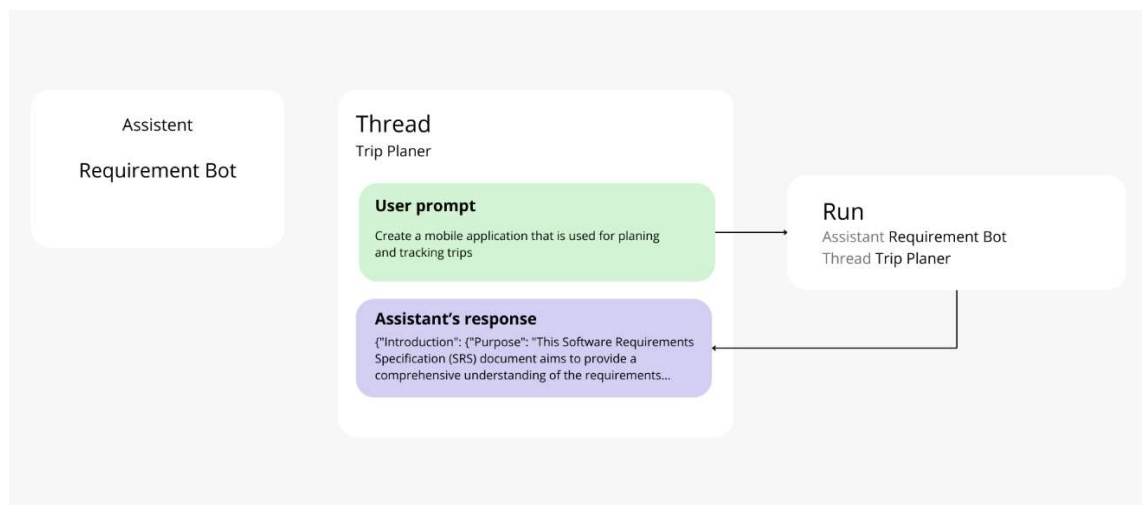 Assistent
Requirement Bot
Thread
Trip Planer
User prompt
Create a mobile application that is used for planing
and tracking trips
Assistant’s response
{"Introduction": {"Purpose": "This Software Requirements
Specification (SRS) document aims to provide a
comprehensive understanding of the requirements...
Run
Assistant Requirement Bot
Thread Trip Planer